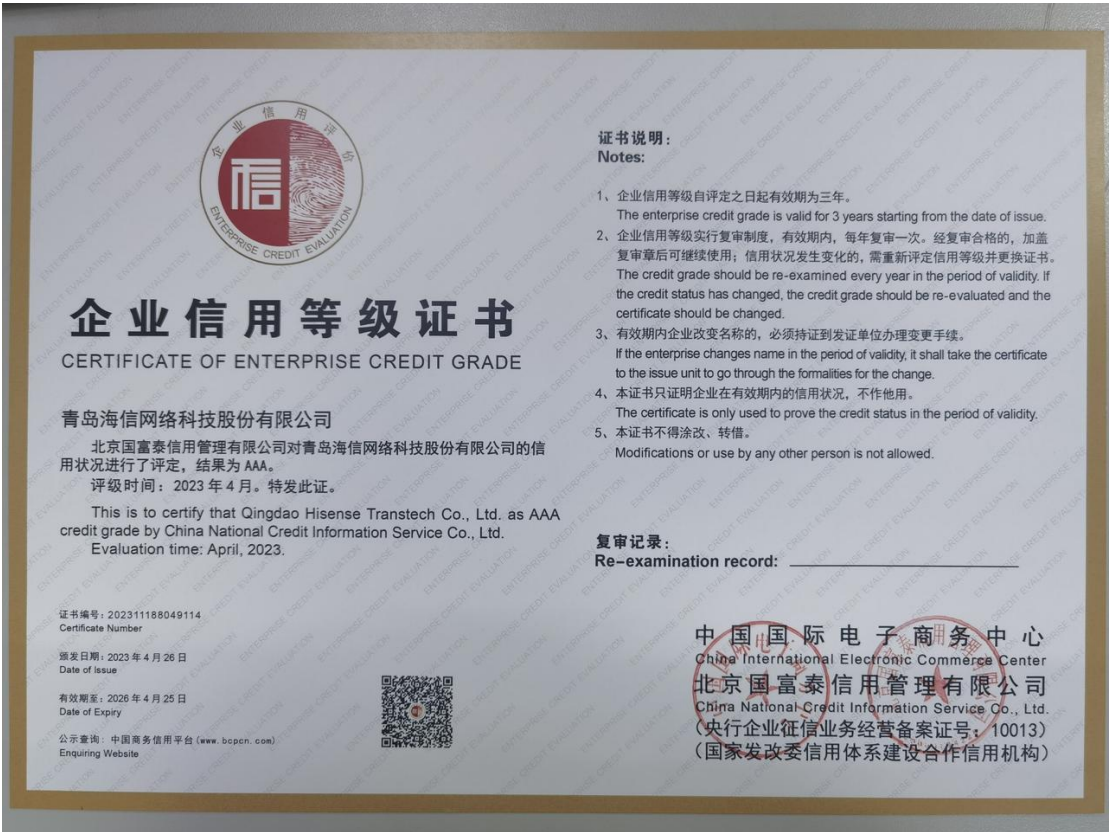 企业信用评价
信
ENTERPRISE CREDIT EVALUATION
企业信用等级证书
CERTIFICATE OF ENTERPRISE CREDIT GRADE
青岛海信网络科技股份有限公司
北京国富泰信用管理有限公司对青岛海信网络科技股份有限公司的信
用状况进行了评定，结果为 AAA。
评级时间：2023 年 4 月。特发此证。
This is to certify that Qingdao Hisense Transtech Co., Ltd. as AAA
credit grade by China National Credit Information Service Co., Ltd.
Evaluation time: April, 2023.
证书编号：202311188049114
Certificate Number
颁发日期：2023 年 4 月 26 日
Date of Issue
有效期至：2026 年 4 月 25 日
Date of Expiry
公示查询：中国商务信用平台(www.bcpcn.com)
Enquiring Website
证书说明：
Notes:
1、企业信用等级自评定之日起有效期为三年。
The enterprise credit grade is valid for 3 years starting from the date of issue.
2、企业信用等级实行复审制度，有效期内，每年复审一次。经复审合格的，加盖
复审章后可继续使用；信用状况发生变化的，需重新评定信用等级并更换证书。
The credit grade should be re-examined every year in the period of validity. If
the credit status has changed, the credit grade should be re-evaluated and the
certificate should be changed.
3、有效期内企业改变名称的，必须持证到发证单位办理变更手续。
If the enterprise changes name in the period of validity, it shall take the certificate
to the issue unit to go through the formalities for the change.
4、本证书只证明企业在有效期内的信用状况，不作他用。
The certificate is only used to prove the credit status in the period of validity.
5、本证书不得涂改、转借。
Modifications or use by any other person is not allowed.
复审记录：
Re-examination record:
中国国际电子商务中心
China International Electronic Commerce Center
北京国富泰信用管理有限公司
China National Credit Information Service Co., Ltd.
(央行企业征信业务经营备案证号：10013)
(国家发改委信用体系建设合作信用机构)